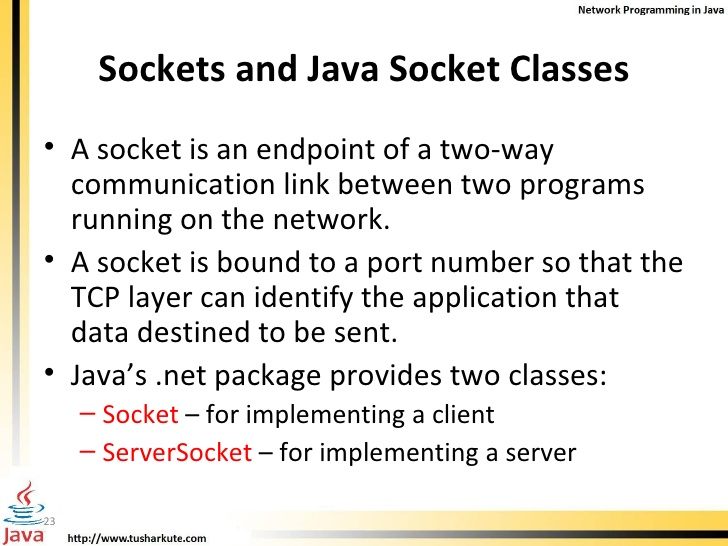 Network Programming in Java
Sockets and Java Socket Classes
• A socket is an endpoint of a two-way
communication link between two programs
running on the network.
• A socket is bound to a port number so that the
TCP layer can identify the application that
data destined to be sent.
• Java’s .net package provides two classes:
– Socket – for implementing a client
– ServerSocket – for implementing a server
23
Java
http://www.tusharkute.com